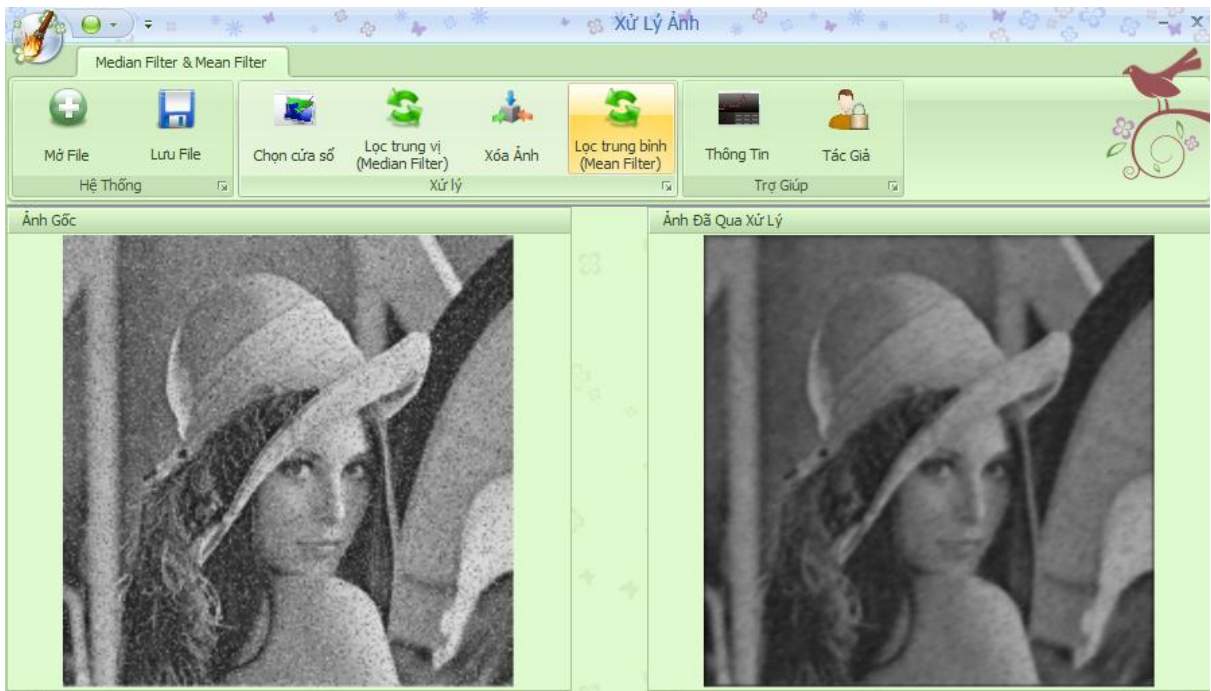 Xử Lý Ảnh
Median Filter & Mean Filter
Mở File
Lưu File
Chọn cửa sổ
Lọc trung vị
(Median Filter)
Xóa Ảnh
Lọc trung bình
(Mean Filter)
Thông Tin
Tác Giả
Hệ Thống
Xử lý
Trợ Giúp
Ảnh Gốc
Ảnh Đã Qua Xử Lý